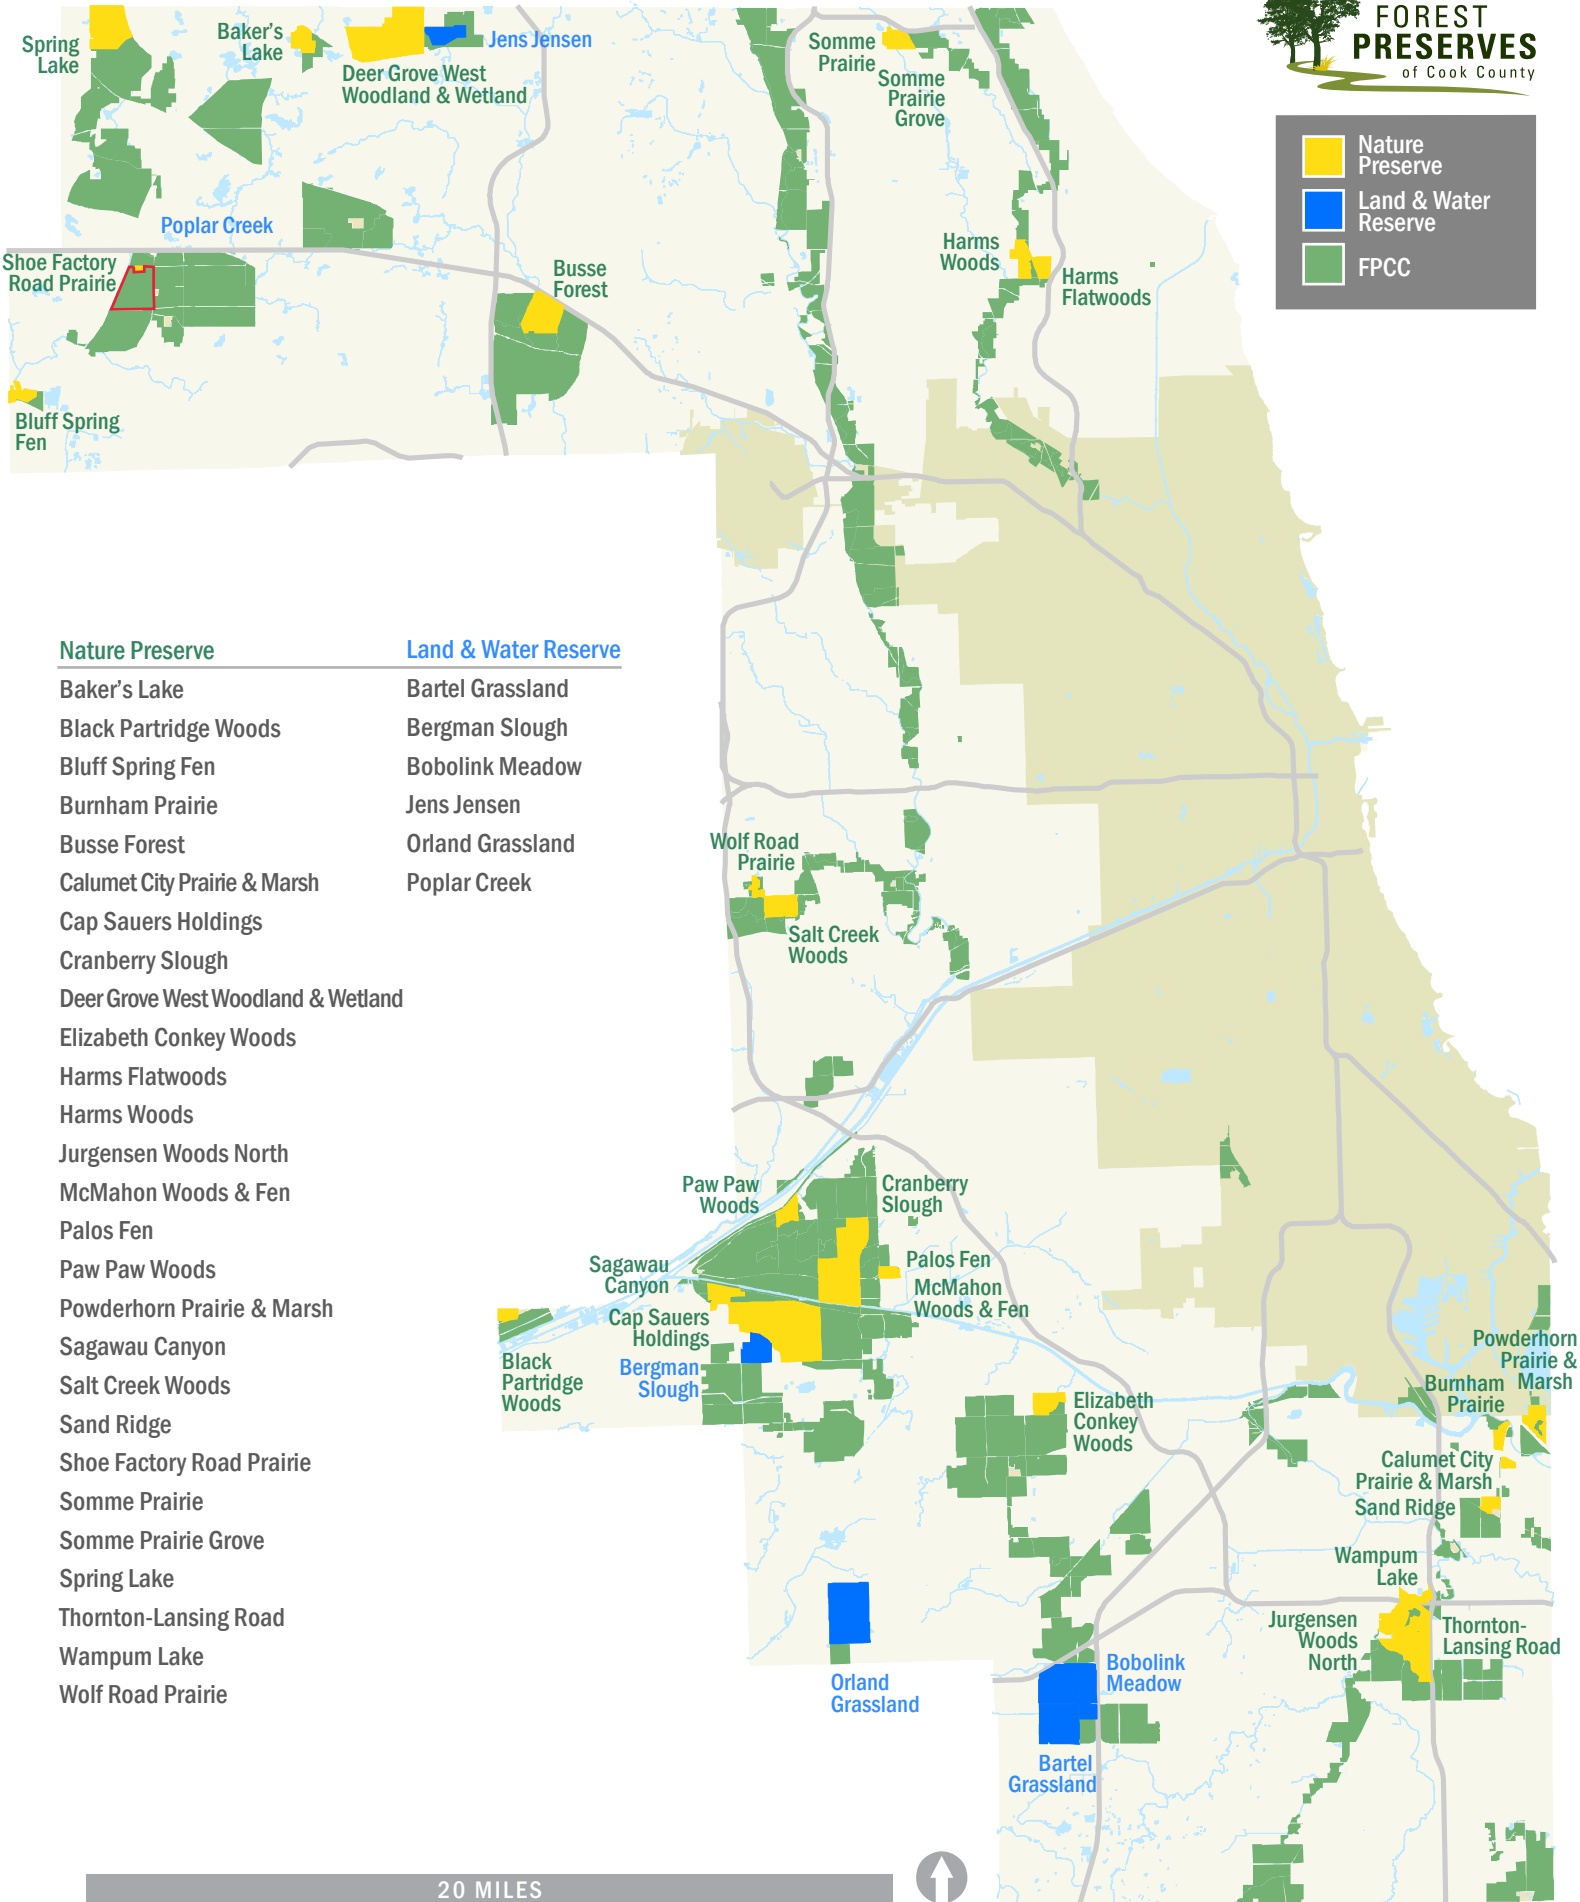 FOREST
PRESERVES
of Cook County
Nature
Preserve
Land & Water
Reserve
FPCC
Spring
Lake
Baker's
Lake
Jens Jensen
Deer Grove West
Woodland & Wetland
Somme
Prairie
Somme
Prairie
Grove
Poplar Creek
Shoe Factory
Road Prairie
Busse
Forest
Harms
Woods
Harms
Flatwoods
Bluff Spring
Fen
Nature Preserve
Baker's Lake
Black Partridge Woods
Bluff Spring Fen
Burnham Prairie
Busse Forest
Calumet City Prairie & Marsh
Cap Sauers Holdings
Cranberry Slough
Deer Grove West Woodland & Wetland
Elizabeth Conkey Woods
Harms Flatwoods
Harms Woods
Jurgensen Woods North
McMahon Woods & Fen
Palos Fen
Paw Paw Woods
Powderhorn Prairie & Marsh
Sagawau Canyon
Salt Creek Woods
Sand Ridge
Shoe Factory Road Prairie
Somme Prairie
Somme Prairie Grove
Spring Lake
Thornton-Lansing Road
Wampum Lake
Wolf Road Prairie
Land & Water Reserve
Bartel Grassland
Bergman Slough
Bobolink Meadow
Jens Jensen
Orland Grassland
Poplar Creek
Wolf Road
Prairie
Salt Creek
Woods
Paw Paw
Woods
Cranberry
Slough
Sagawau
Canyon
Palos Fen
McMahon
Woods & Fen
Cap Sauers
Holdings
Bergman
Slough
Black
Partridge
Woods
Powderhorn
Prairie &
Marsh
Burnham
Prairie
Elizabeth
Conkey
Woods
Calumet City
Prairie & Marsh
Sand Ridge
Wampum
Lake
Jurgensen
Woods
North
Thornton-
Lansing Road
Orland
Grassland
Bobolink
Meadow
Bartel
Grassland
20 MILES